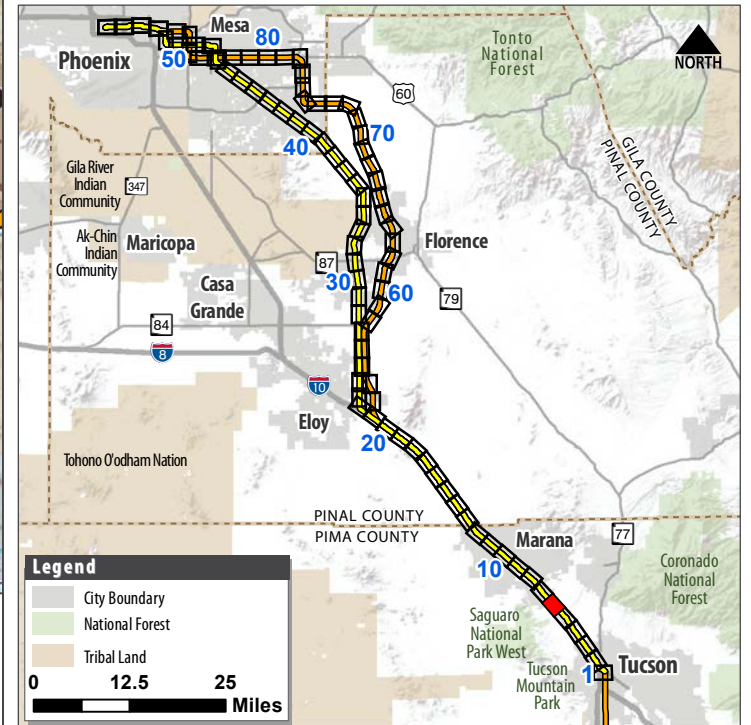 Mesa
80
Phoenix
50
Tonto
National
Forest
NORTH
60
70
40
GILA COUNTY
PINAL COUNTY
Gila River
Indian
Community
347
Ak-Chin
Indian
Community
Maricopa
87
Florence
Casa
Grande
30
60
79
84
8
10
Eloy
20
Tohono O'odham Nation
PINAL COUNTY
PIMA COUNTY
Marana
77
10
Coronado
National
Forest
Saguaro
National
Park West
Tucson
Mountain
Park
1
Tucson
Legend
City Boundary
National Forest
Tribal Land
0 12.5 25
Miles